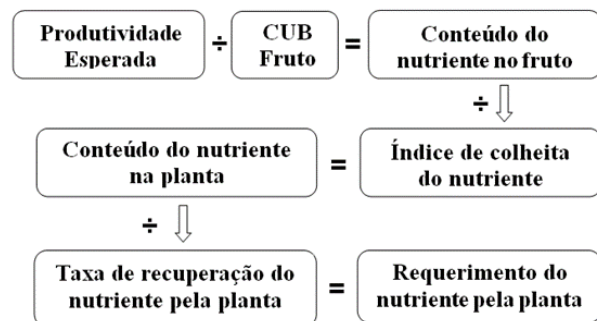 Produtividade
Esperada
÷
CUB
Fruto
=
Conteúdo do
nutriente no fruto
÷
Conteúdo do nutriente
na planta
=
Índice de colheita
do nutriente
÷
Taxa de recuperação do
nutriente pela planta
=
Requerimento do
nutriente pela planta